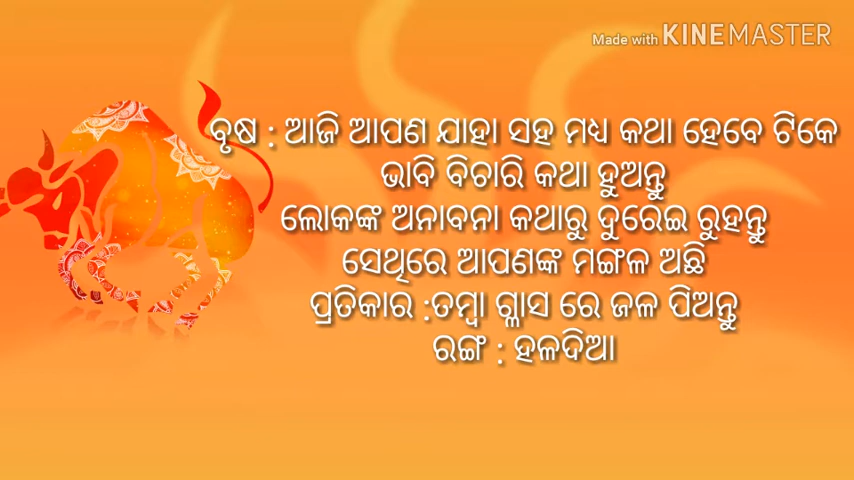 Made with KINEMASTER
ବୃଷ : ଆଜି ଆପଣ ଯାହା ସହ ମଧ୍ୟ କଥା ହେବେ ଟିକେ
ଭାବି ବିଚାରି କଥା ହୁଅନ୍ତୁ
ଲୋକଙ୍କ ଅନାବନା କଥାରୁ ଦୁରେଇ ରୁହନ୍ତୁ
ସେଥିରେ ଆପଣଙ୍କ ମଙ୍ଗଳ ଅଛି
ପ୍ରତିକାର :ତମ୍ବା ଗ୍ଳାସ ରେ ଜଳ ପିଅନ୍ତୁ
ରଙ୍ଗ : ହଳଦିଆ